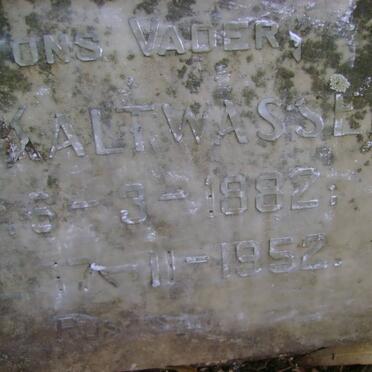 ONS VADER,
KALTWASSE
6-3-1882:
17-11-1952.